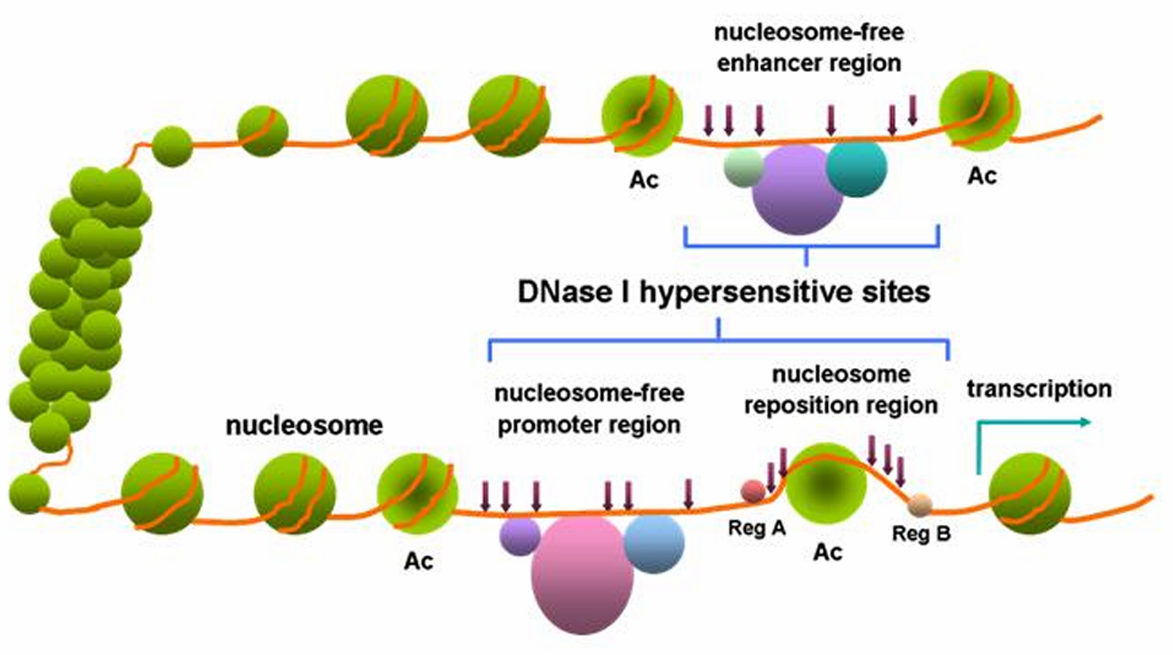 nucleosome-free
enhancer region
Ac
Ac
DNase I hypersensitive sites
nucleosome-free
promoter region
nucleosome
reposition region
transcription
nucleosome
Reg A
Reg B
Ac
Ac